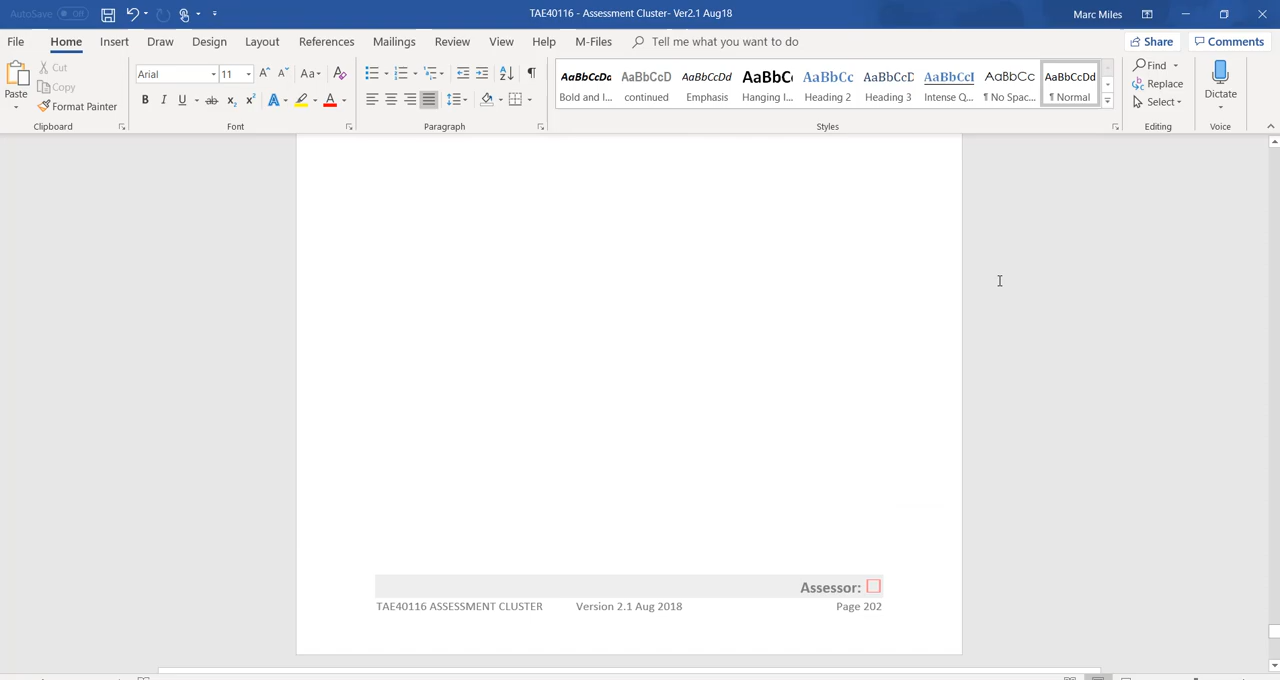 AutoSave Off TAE40116 - Assessment Cluster- Ver2.1 Aug18 Marc Miles
File Home Insert Draw Design Layout References Mailings Review View Help M-Files Tell me what you want to do Share Comments
Paste Cut Copy Format Painter
Arial 11
AaBbCcDc AaBbCcD AaBbCcDd AaBbCc AaBbCc AaBbCcD AaBbCcI AaBbCc AaBbCcDd
Bold and I... continued Emphasis Hanging I... Heading 2 Heading 3 Intense Q... ¶ No Spac... ¶ Normal
Find Replace Select
Dictate
Clipboard Font Paragraph Styles Editing Voice
Assessor:
TAE40116 ASSESSMENT CLUSTER Version 2.1 Aug 2018 Page 202